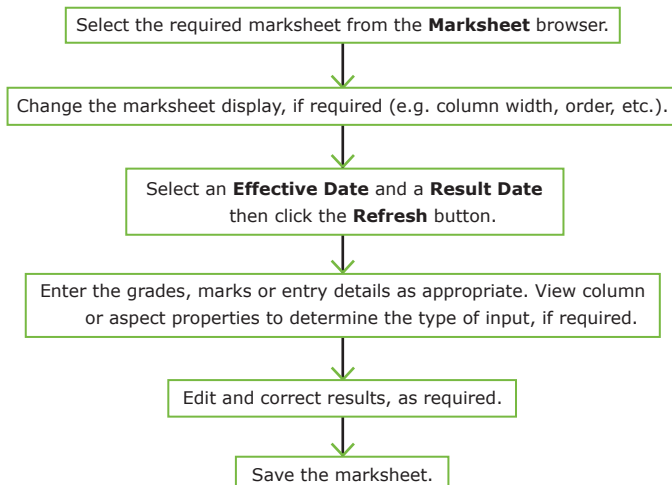 Select the required marksheet from the Marksheet browser.
Change the marksheet display, if required (e.g. column width, order, etc.).
Select an Effective Date and a Result Date
then click the Refresh button.
Enter the grades, marks or entry details as appropriate. View column
or aspect properties to determine the type of input, if required.
Edit and correct results, as required.
Save the marksheet.